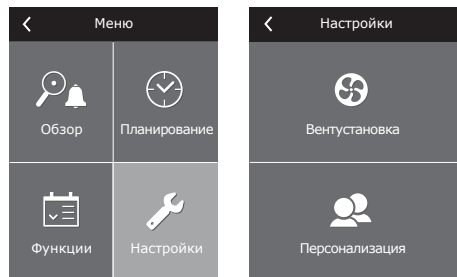 Меню
Обзор
Планирование
Функции
Настройки
Настройки
Вентустановка
Персонализация